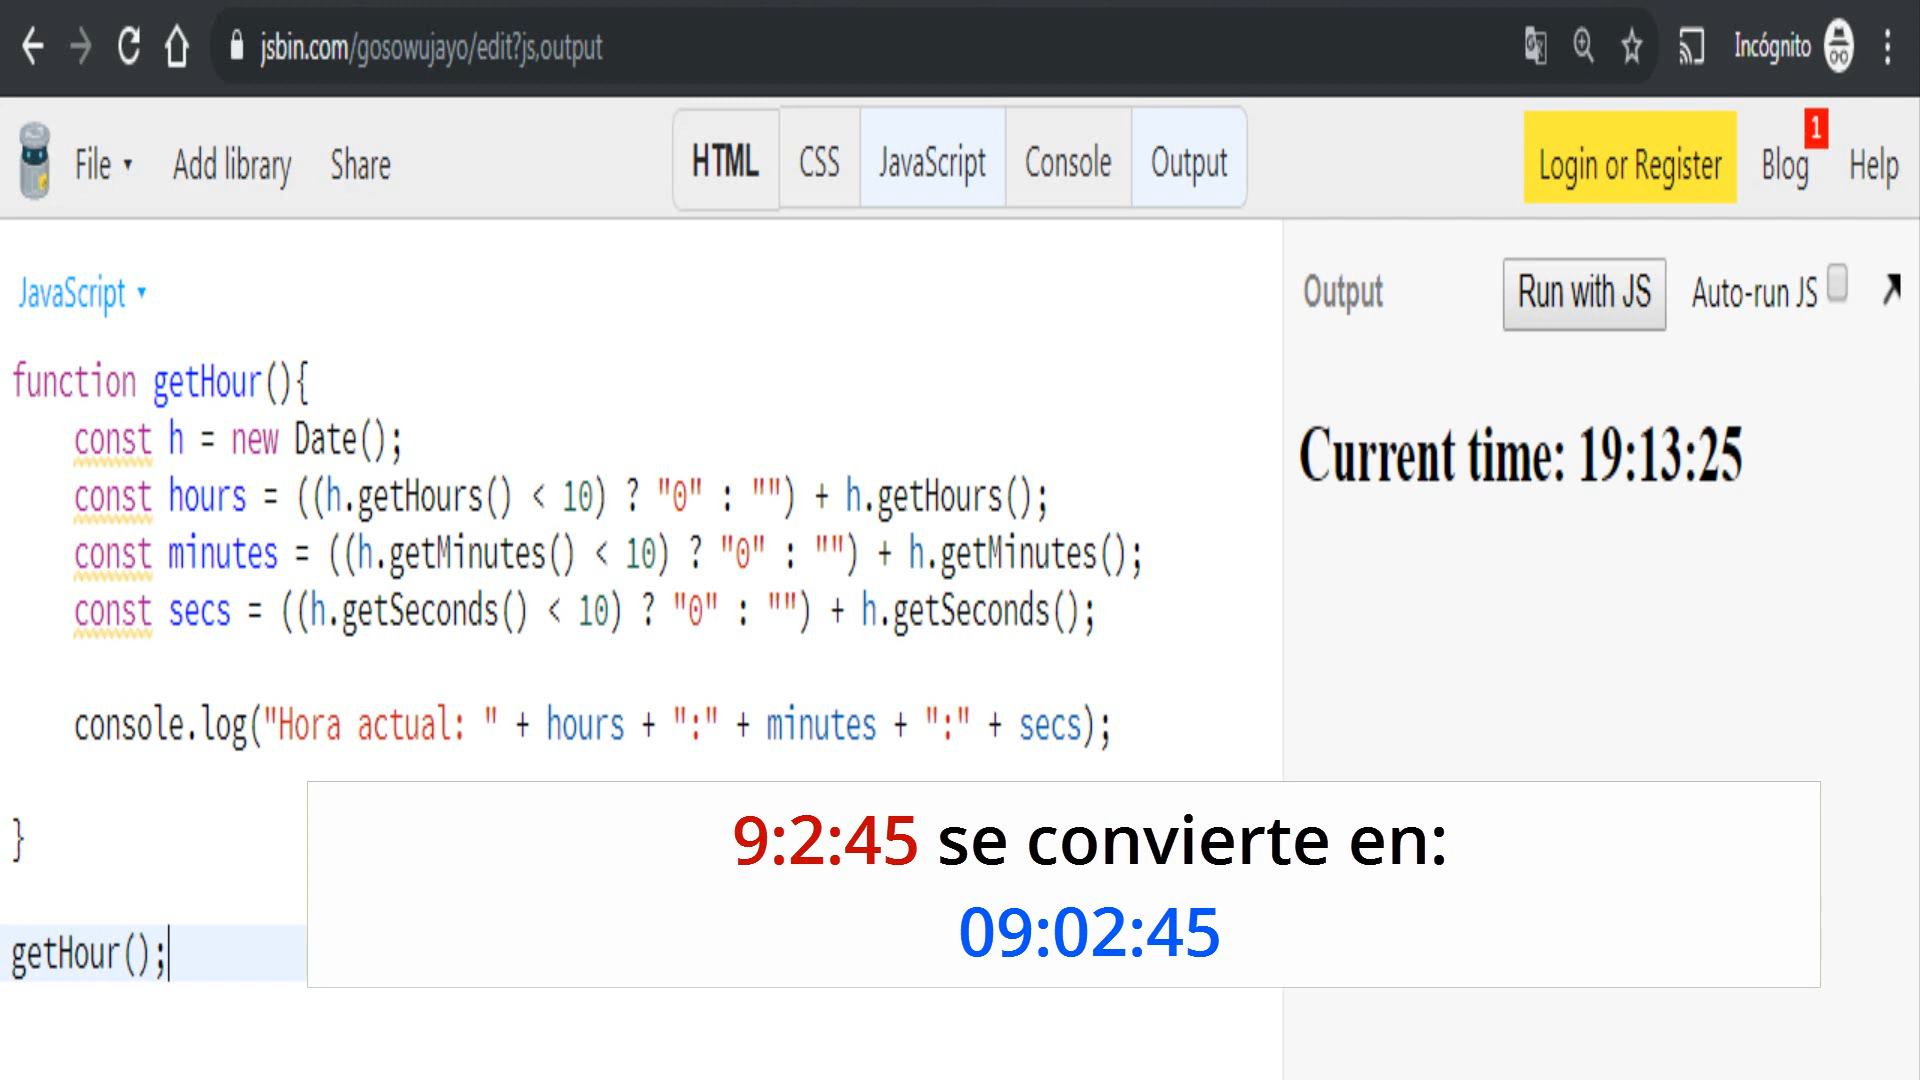 jsbin.com/gosowujayo/edit?js,output
Incógnito
File ▾ Add library Share
HTML CSS JavaScript Console Output
Login or Register Blog 1 Help
JavaScript ▾
Output Run with JS Auto-run JS
function getHour(){
const h = new Date();
const hours = ((h.getHours() < 10) ? "0" : "") + h.getHours();
const minutes = ((h.getMinutes() < 10) ? "0" : "") + h.getMinutes();
const secs = ((h.getSeconds() < 10) ? "0" : "") + h.getSeconds();
console.log("Hora actual: " + hours + ":" + minutes + ":" + secs);
}
getHour();
Current time: 19:13:25
9:2:45 se convierte en:
09:02:45